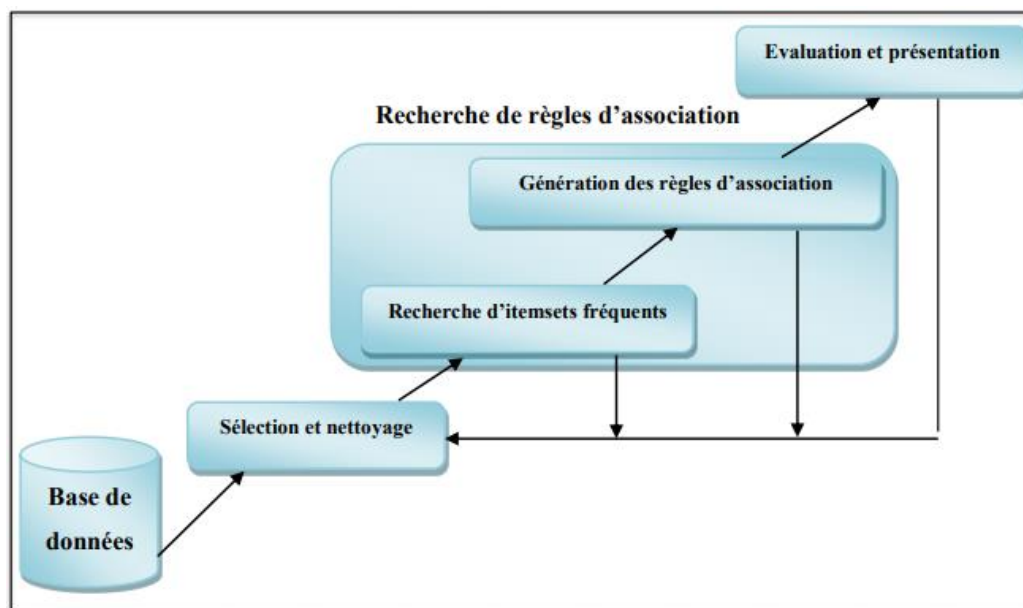 Evaluation et présentation
Recherche de règles d’association
Génération des règles d’association
Recherche d’itemsets fréquents
Sélection et nettoyage
Base de
données